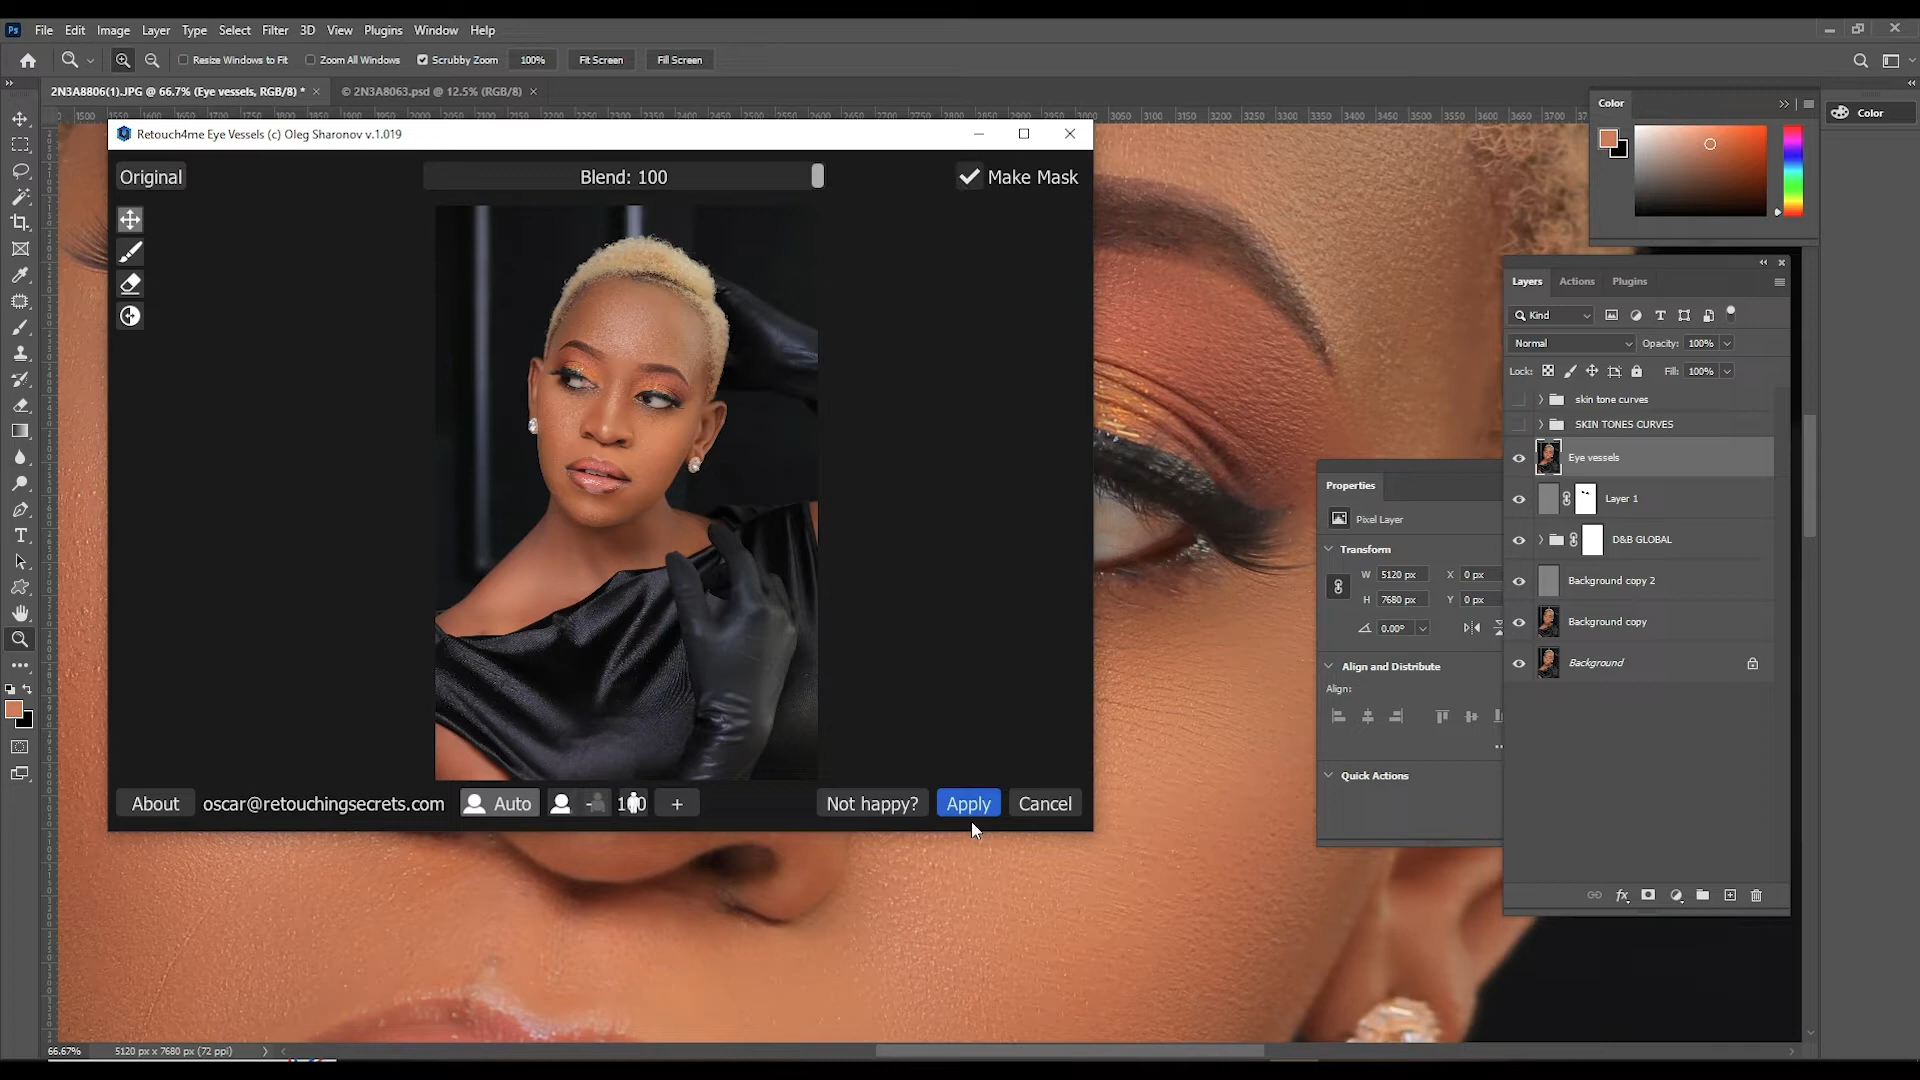 Ps File Edit Image Layer Type Select Filter 3D View Plugins Window Help
Resize Windows to Fit Zoom All Windows Scrubby Zoom 100% Fit Screen Fill Screen
2N3A8806(1).JPG @ 66.7% (Eye vessels, RGB/8) * × © 2N3A8063.psd @ 12.5% (RGB/8) ×
Retouch4me Eye Vessels (c) Oleg Sharonov v.1.019
Original
Blend: 100
Make Mask
About
oscar@retouchingsecrets.com
Auto
100
+
Not happy?
Apply
Cancel
Color
Color
Layers Actions Plugins
Kind
Normal Opacity: 100%
Lock: Fill: 100%
skin tone curves
SKIN TONES CURVES
Eye vessels
Layer 1
D&B GLOBAL
Background copy 2
Background copy
Background
fx
Properties
Pixel Layer
Transform
W 5120 px X 0 px
H 7680 px Y 0 px
0.00°
Align and Distribute
Align:
Quick Actions
66.67% 5120 px x 7680 px (72 ppi)